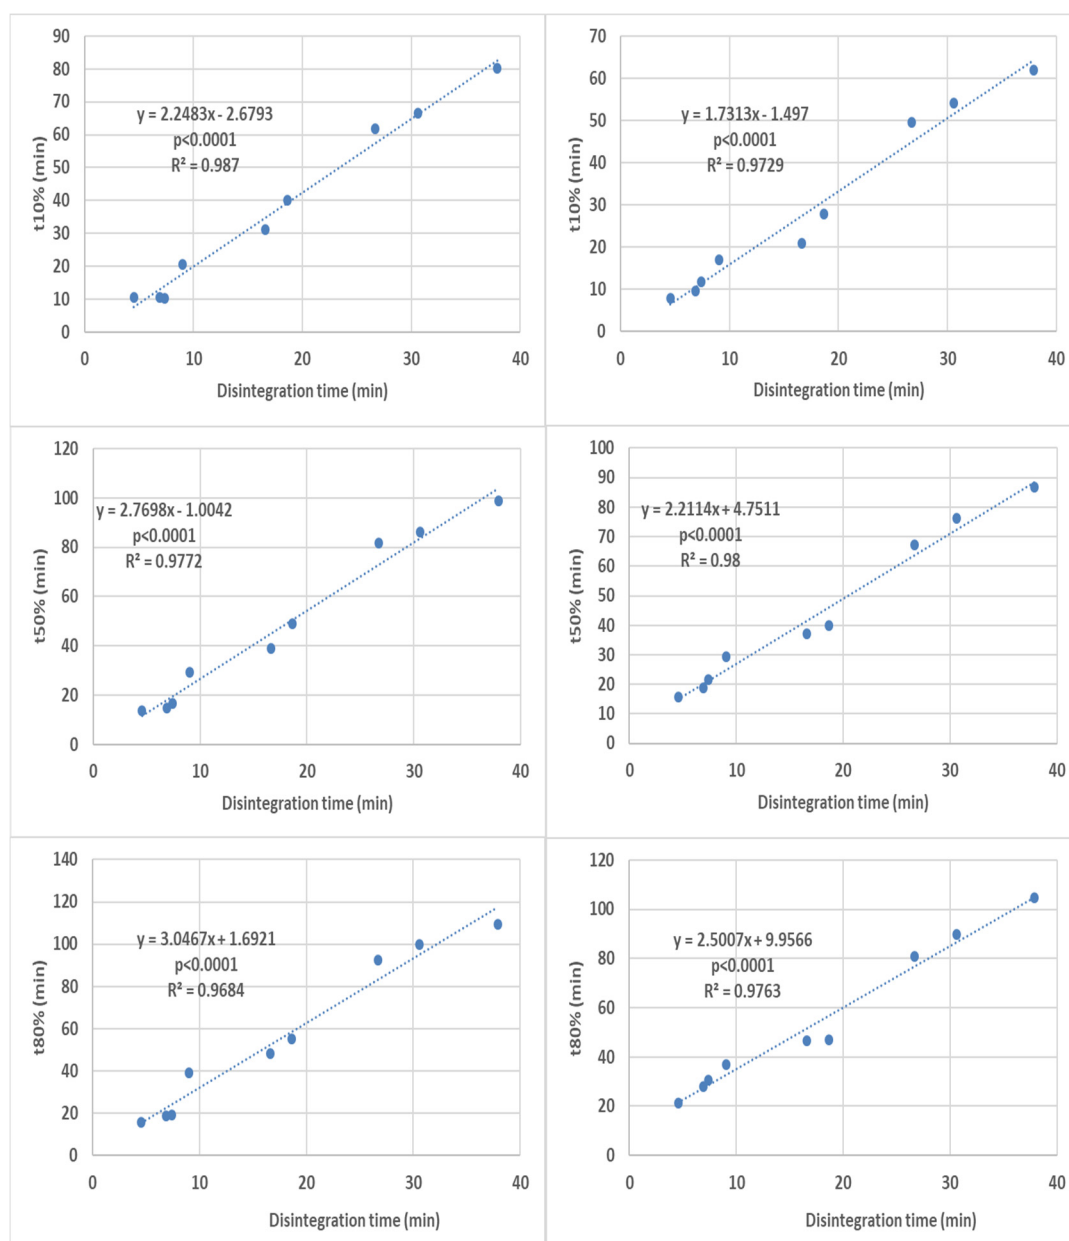 90
80
70
60
50
40
30
20
10
0
t10% (min)
y = 2.2483x - 2.6793
p<0.0001
R² = 0.987
0 10 20 30 40
Disintegration time (min)
70
60
50
40
30
20
10
0
t10% (min)
y = 1.7313x - 1.497
p<0.0001
R² = 0.9729
0 10 20 30 40
Disintegration time (min)
120
100
80
60
40
20
0
t50% (min)
y = 2.7698x - 1.0042
p<0.0001
R² = 0.9772
0 10 20 30 40
Disintegration time (min)
100
90
80
70
60
50
40
30
20
10
0
t50% (min)
y = 2.2114x + 4.7511
p<0.0001
R² = 0.98
0 10 20 30 40
Disintegration time (min)
140
120
100
80
60
40
20
0
t80% (min)
y = 3.0467x + 1.6921
p<0.0001
R² = 0.9684
0 10 20 30 40
Disintegration time (min)
120
100
80
60
40
20
0
t80% (min)
y = 2.5007x + 9.9566
p<0.0001
R² = 0.9763
0 10 20 30 40
Disintegration time (min)